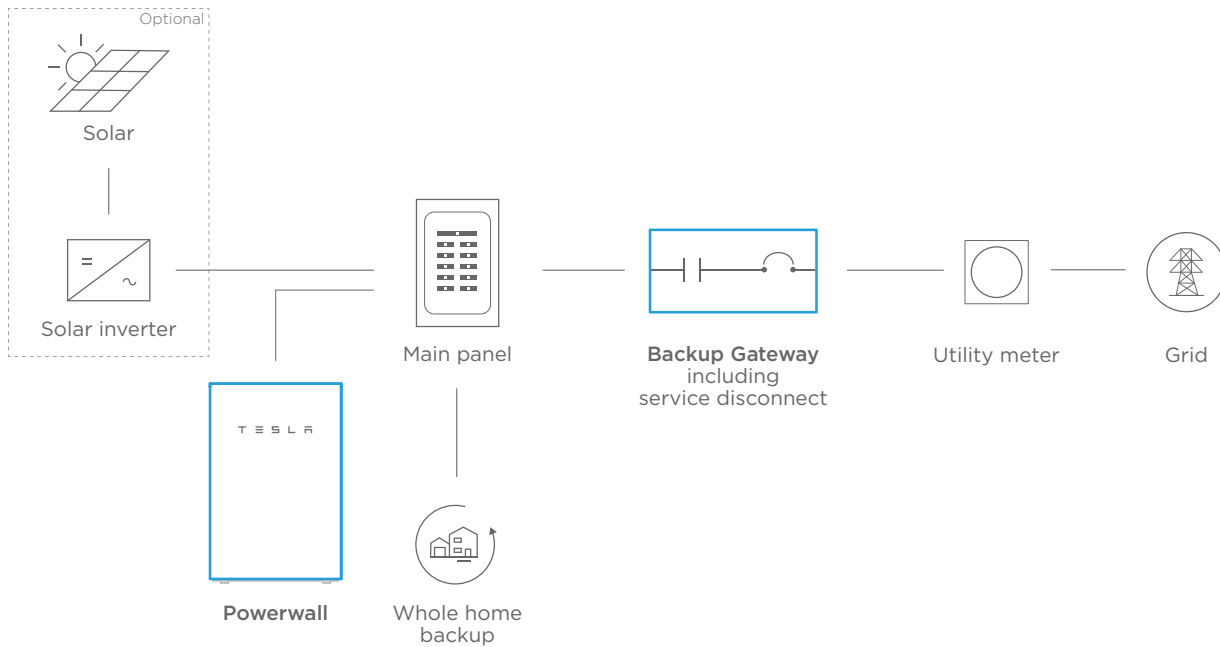 Optional
Solar
Solar inverter
Main panel
Backup Gateway
including
service disconnect
Utility meter
Grid
TESLA
Powerwall
Whole home
backup